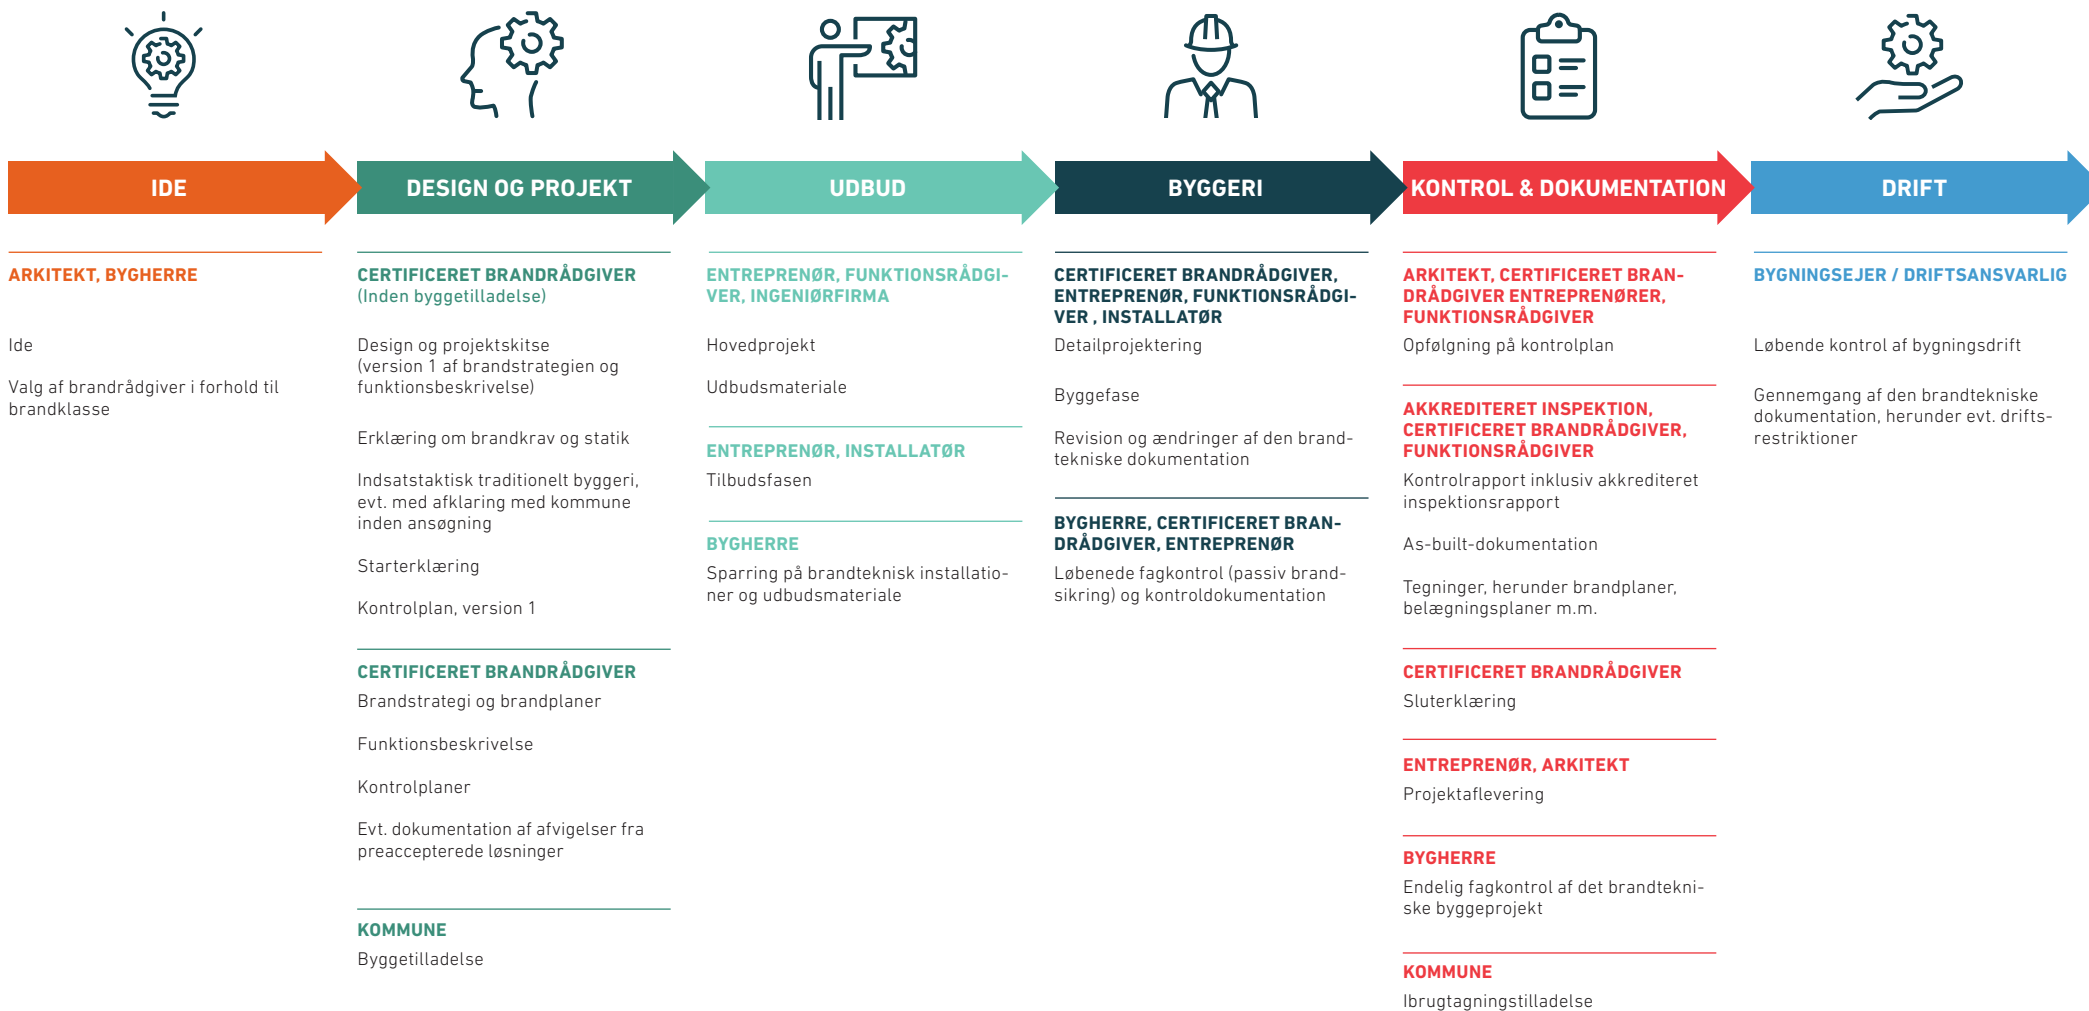 IDE
DESIGN OG PROJEKT
UDBUD
BYGGERI
KONTROL & DOKUMENTATION
DRIFT
ARKITEKT, BYGHERRE
Ide
Valg af brandrådgiver i forhold til
brandklasse
CERTIFICERET BRANDRÅDGIVER
(Inden byggetilladelse)
Design og projektskitse
(version 1 af brandstrategien og
funktionsbeskrivelse)
Erklæring om brandkrav og statik
Indsatstaktisk traditionelt byggeri,
evt. med afklaring med kommune
inden ansøgning
Starterklæring
Kontrolplan, version 1
CERTIFICERET BRANDRÅDGIVER
Brandstrategi og brandplaner
Funktionsbeskrivelse
Kontrolplaner
Evt. dokumentation af afvigelser fra
preaccepterede løsninger
KOMMUNE
Byggetilladelse
ENTREPRENØR, FUNKTIONSRÅDGI-
VER, INGENIØRFIRMA
Hovedprojekt
Udbudsmateriale
ENTREPRENØR, INSTALLATØR
Tilbudsfasen
BYGHERRE
Sparring på brandteknisk installatio-
ner og udbudsmateriale
CERTIFICERET BRANDRÅDGIVER,
ENTREPRENØR, FUNKTIONSRÅDGI-
VER , INSTALLATØR
Detailprojektering
Byggefase
Revision og ændringer af den brand-
tekniske dokumentation
BYGHERRE, CERTIFICERET BRAN-
DRÅDGIVER, ENTREPRENØR
Løbenede fagkontrol (passiv brand-
sikring) og kontroldokumentation
ARKITEKT, CERTIFICERET BRAN-
DRÅDGIVER ENTREPRENØRER,
FUNKTIONSRÅDGIVER
Opfølgning på kontrolplan
AKKREDITERET INSPEKTION,
CERTIFICERET BRANDRÅDGIVER,
FUNKTIONSRÅDGIVER
Kontrolrapport inklusiv akkrediteret
inspektionsrapport
As-built-dokumentation
Tegninger, herunder brandplaner,
belægningsplaner m.m.
CERTIFICERET BRANDRÅDGIVER
Sluterklæring
ENTREPRENØR, ARKITEKT
Projektaflevering
BYGHERRE
Endelig fagkontrol af det brandtekni-
ske byggeprojekt
KOMMUNE
Ibrugtagningstilladelse
BYGNINGSEJER / DRIFTSANSVARLIG
Løbende kontrol af bygningsdrift
Gennemgang af den brandtekniske
dokumentation, herunder evt. drifts-
restriktioner